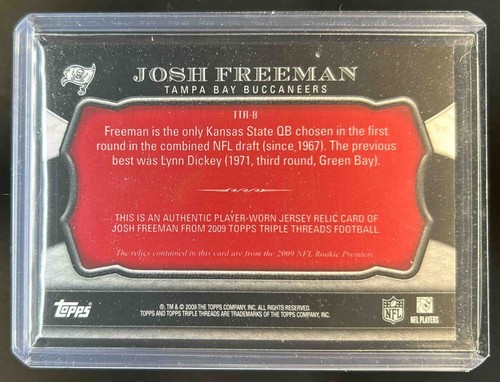 JOSH FREEMAN
TAMPA BAY BUCCANEERS
TTR-8
Freeman is the only Kansas State QB chosen in the first
round in the combined NFL draft (since 1967). The previous
best was Lynn Dickey (1971, third round, Green Bay).
THIS IS AN AUTHENTIC PLAYER-WORN JERSEY RELIC CARD OF
JOSH FREEMAN FROM 2009 TOPPS TRIPLE THREADS FOOTBALL.
The relics contained in this card are from the 2009 NFL Rookie Premiere.
Topps
®, TM & © 2009 THE TOPPS COMPANY, INC. ALL RIGHTS RESERVED.
TOPPS AND TOPPS TRIPLE THREADS ARE TRADEMARKS OF THE TOPPS COMPANY, INC.
NFL
NFL PLAYERS